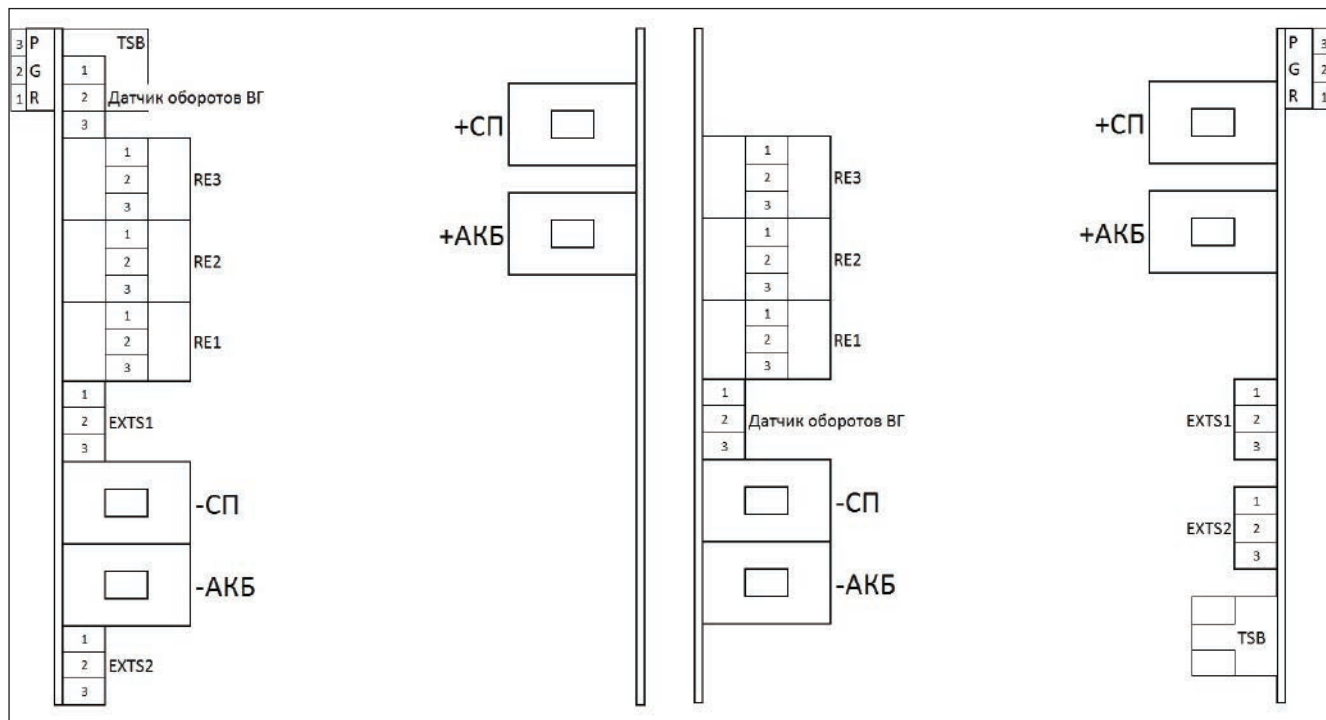 3 P TSB
2 G 1
1 R 2 Датчик оборотов ВГ
3
1
2 RE3
3
1
2 RE2
3
1
2 RE1
3
1
2 EXTS1
3
-СП
-АКБ
1
2 EXTS2
3
+СП
+АКБ
1
2 RE3
3
1
2 RE2
3
1
2 RE1
3
1
2 Датчик оборотов ВГ
3
-СП
-АКБ
P 3
G 2
R 1
+СП
+АКБ
1
EXTS1 2
3
1
EXTS2 2
3
TSB